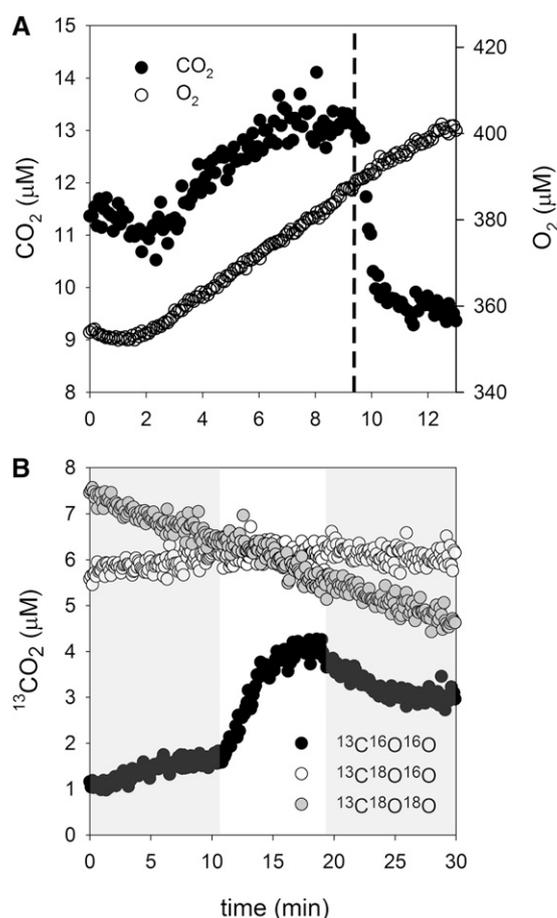 A
CO₂ (μM)
15
14
13
12
11
10
9
8
CO₂
O₂
O₂ (μM)
420
400
380
360
340
0 2 4 6 8 10 12
B
¹³CO₂ (μM)
8
7
6
5
4
3
2
1
0
¹³C¹⁶O¹⁶O
¹³C¹⁸O¹⁶O
¹³C¹⁸O¹⁸O
0 5 10 15 20 25 30
time (min)